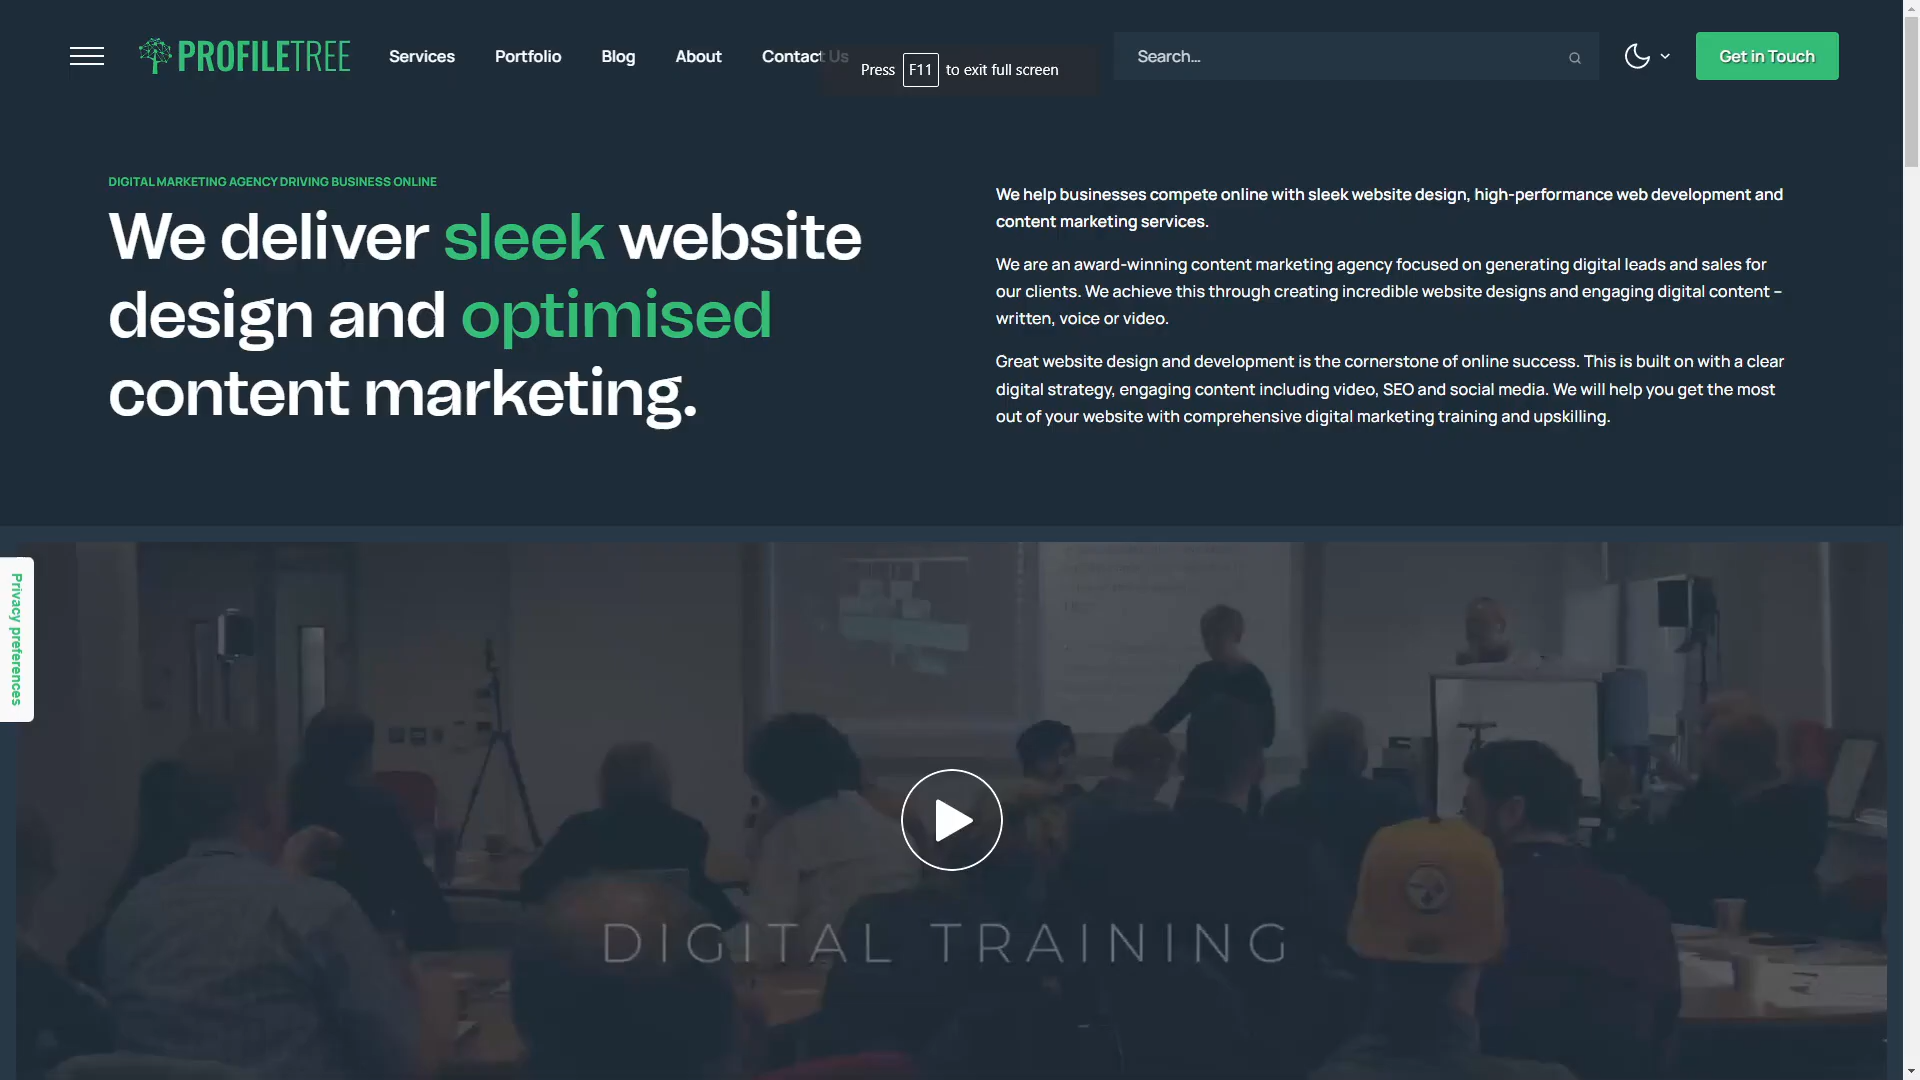 PROFILETREE
Services
Portfolio
Blog
About
Contact Us
Press F11 to exit full screen
Search...
Get in Touch
DIGITAL MARKETING AGENCY DRIVING BUSINESS ONLINE
We deliver sleek website
design and optimised
content marketing.
We help businesses compete online with sleek website design, high-performance web development and
content marketing services.
We are an award-winning content marketing agency focused on generating digital leads and sales for
our clients. We achieve this through creating incredible website designs and engaging digital content –
written, voice or video.
Great website design and development is the cornerstone of online success. This is built on with a clear
digital strategy, engaging content including video, SEO and social media. We will help you get the most
out of your website with comprehensive digital marketing training and upskilling.
Privacy preferences
DIGITAL TRAINING